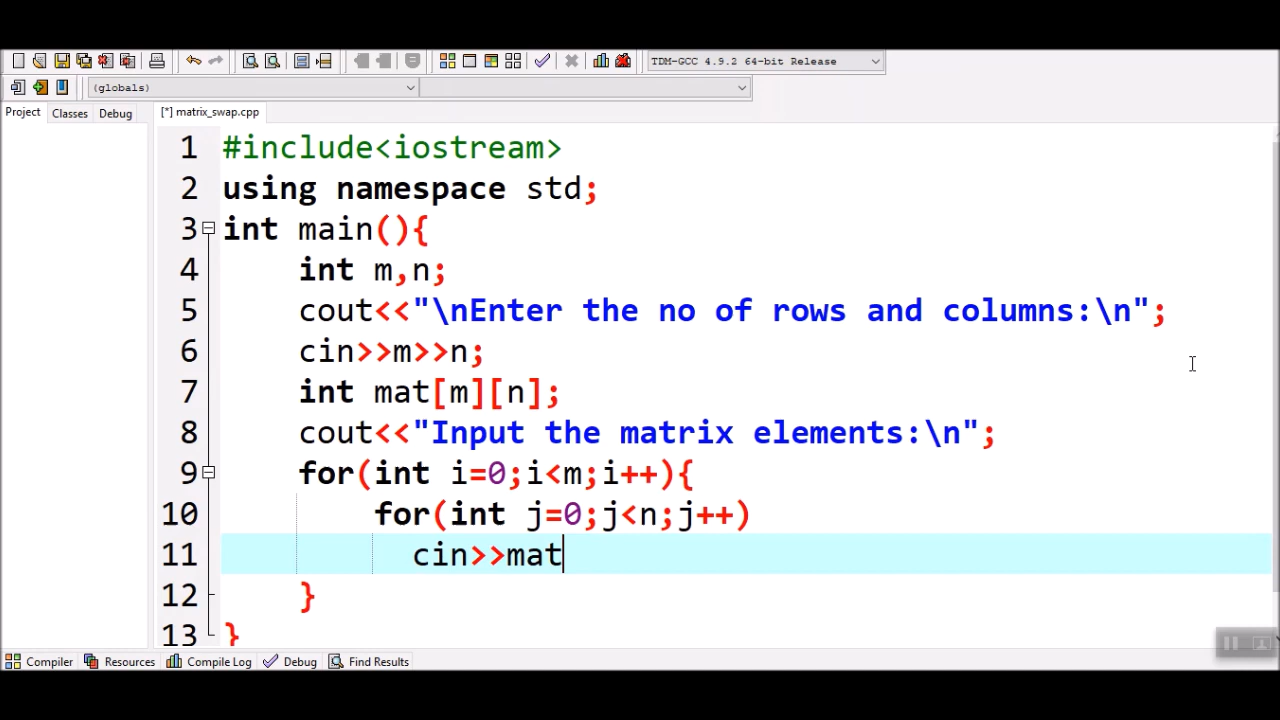 TDM-GCC 4.9.2 64-bit Release
(globals)
Project Classes Debug [*] matrix_swap.cpp
1 #include<iostream>
2 using namespace std;
3 int main(){
4 int m,n;
5 cout<<"\nEnter the no of rows and columns:\n";
6 cin>>m>>n;
7 int mat[m][n];
8 cout<<"Input the matrix elements:\n";
9 for(int i=0;i<m;i++){
10 for(int j=0;j<n;j++)
11 cin>>mat
12 }
13 }
Compiler Resources Compile Log Debug Find Results